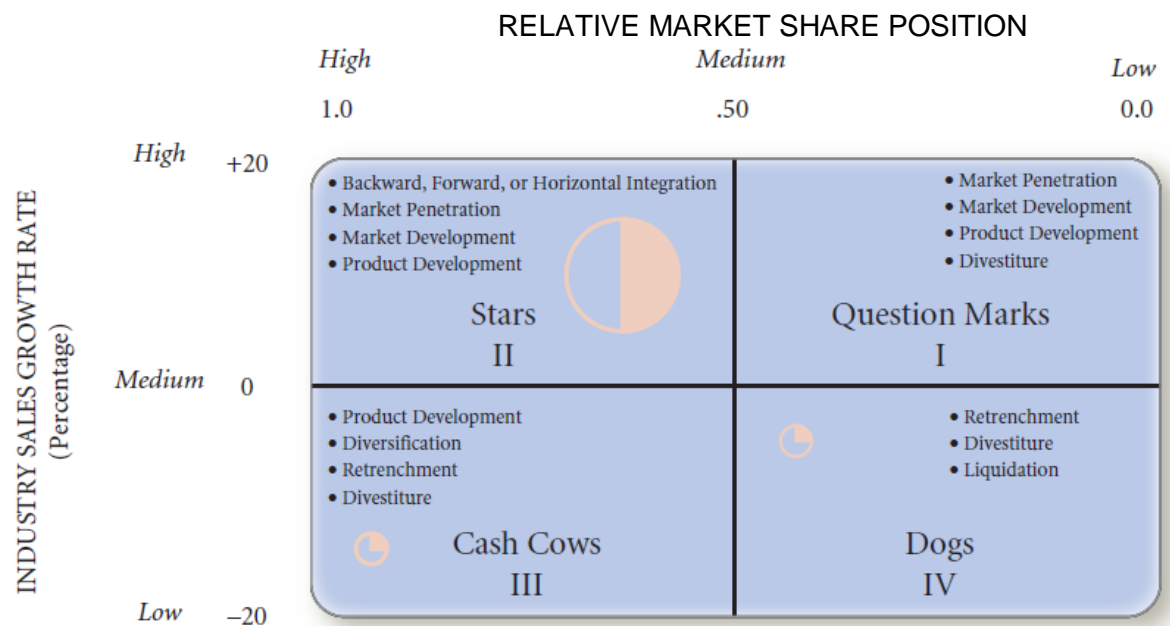 RELATIVE MARKET SHARE POSITION
High
Medium
Low
1.0
.50
0.0
INDUSTRY SALES GROWTH RATE
(Percentage)
High
+20
• Backward, Forward, or Horizontal Integration
• Market Penetration
• Market Development
• Product Development
Stars
II
• Market Penetration
• Market Development
• Product Development
• Divestiture
Question Marks
I
Medium
0
• Product Development
• Diversification
• Retrenchment
• Divestiture
Cash Cows
III
• Retrenchment
• Divestiture
• Liquidation
Dogs
IV
Low
–20